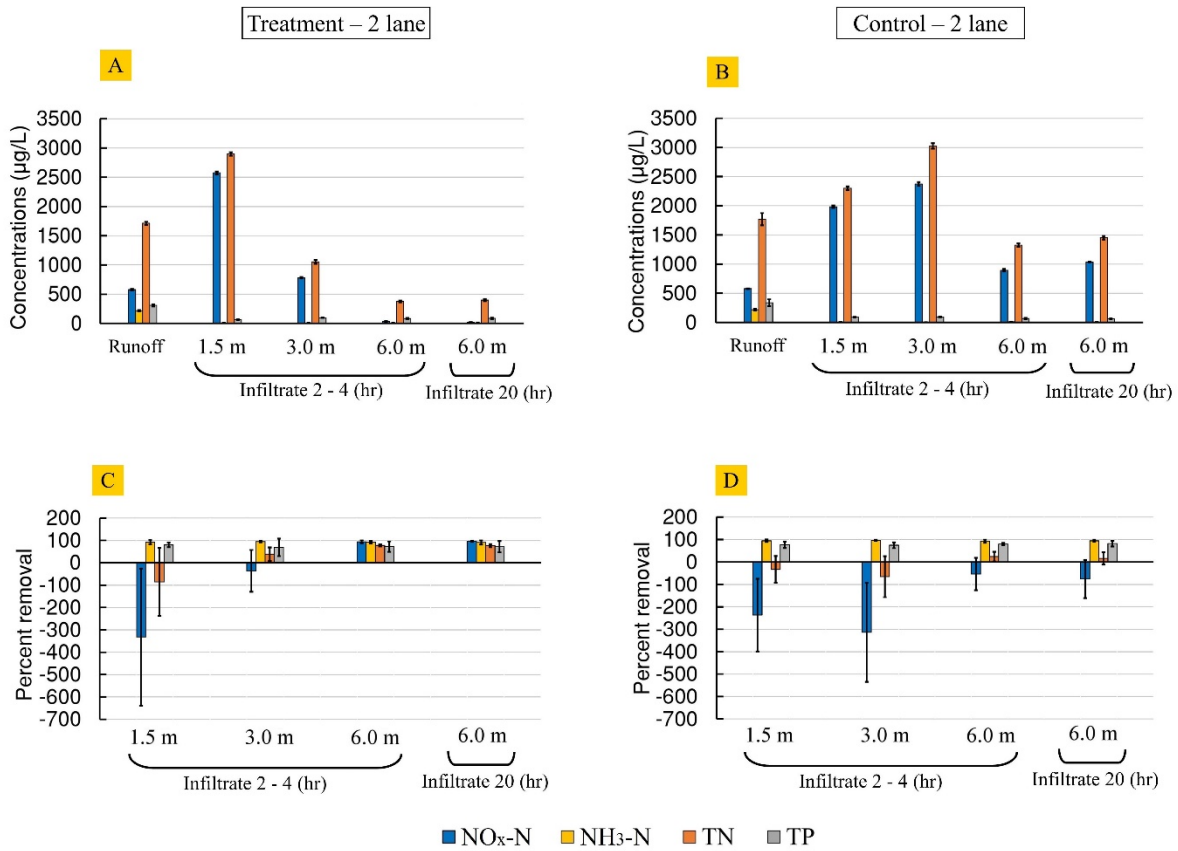 Treatment – 2 lane
Control – 2 lane
A
Concentrations (µg/L)
3500
3000
2500
2000
1500
1000
500
0
Runoff 1.5 m 3.0 m 6.0 m 6.0 m
Infiltrate 2 - 4 (hr) Infiltrate 20 (hr)
B
Concentrations (µg/L)
3500
3000
2500
2000
1500
1000
500
0
Runoff 1.5 m 3.0 m 6.0 m 6.0 m
Infiltrate 2 - 4 (hr) Infiltrate 20 (hr)
C
Percent removal
200
100
0
-100
-200
-300
-400
-500
-600
-700
1.5 m 3.0 m 6.0 m 6.0 m
Infiltrate 2 - 4 (hr) Infiltrate 20 (hr)
D
Percent removal
200
100
0
-100
-200
-300
-400
-500
-600
-700
1.5 m 3.0 m 6.0 m 6.0 m
Infiltrate 2 - 4 (hr) Infiltrate 20 (hr)
NOx-N NH3-N TN TP